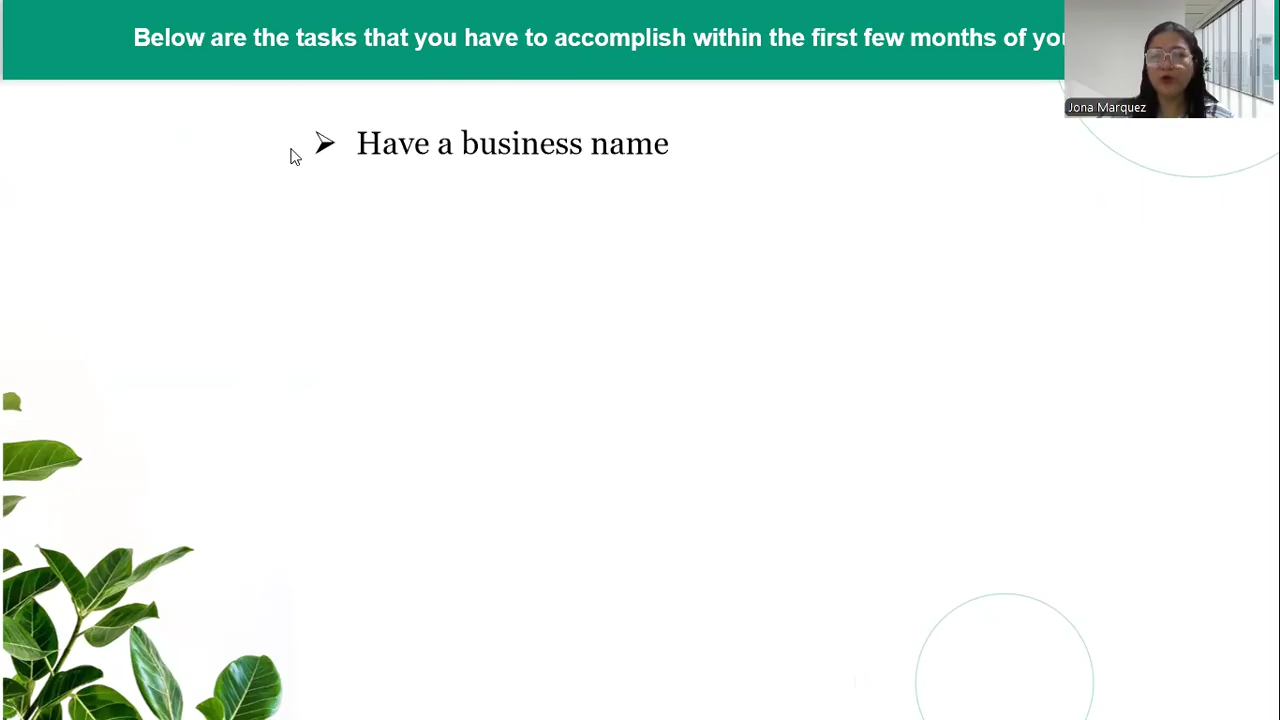 Below are the tasks that you have to accomplish within the first few months of
Jona Marquez
➢ Have a business name